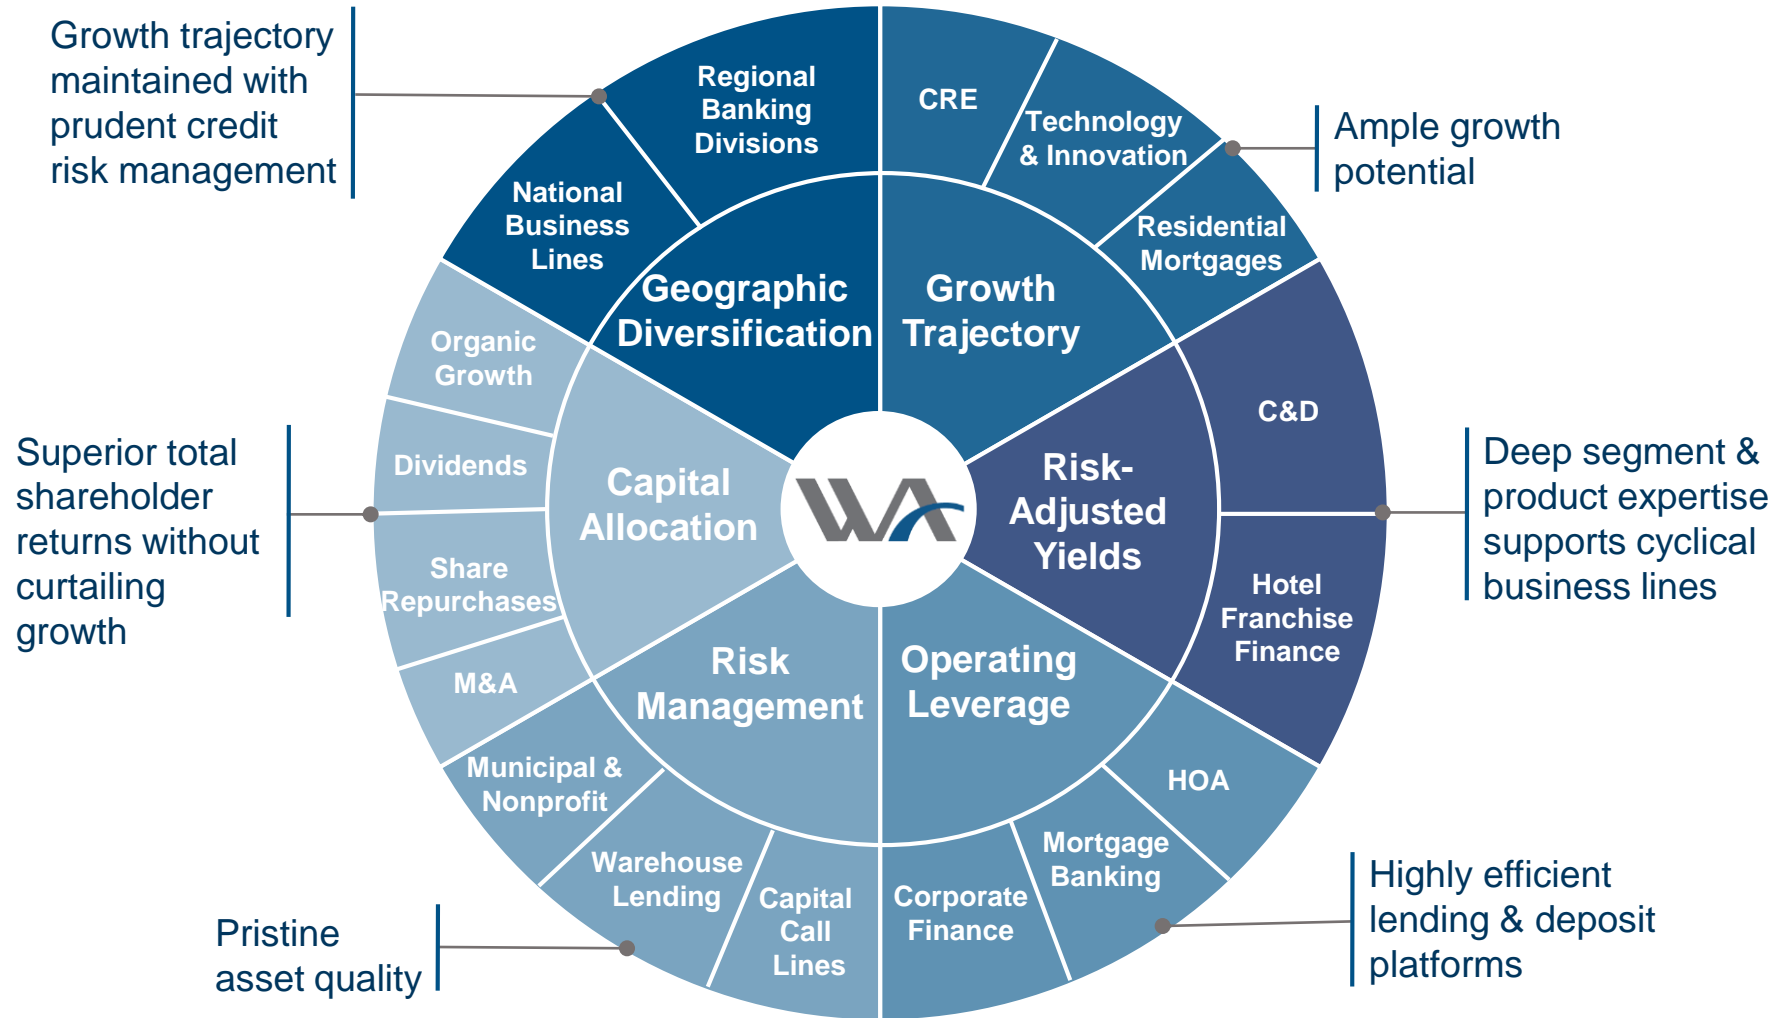 Growth trajectory
maintained with
prudent credit
risk management
Regional
Banking
Divisions
National
Business
Lines
Geographic
Diversification
CRE
Technology
& Innovation
Residential
Mortgages
Growth
Trajectory
Ample growth
potential
C&D
Hotel
Franchise
Finance
Risk-
Adjusted
Yields
Deep segment &
product expertise
supports cyclical
business lines
HOA
Mortgage
Banking
Corporate
Finance
Operating
Leverage
Highly efficient
lending & deposit
platforms
Capital
Call
Lines
Warehouse
Lending
Municipal &
Nonprofit
Risk
Management
Pristine
asset quality
M&A
Share
Repurchases
Dividends
Organic
Growth
Capital
Allocation
Superior total
shareholder
returns without
curtailing
growth
WA